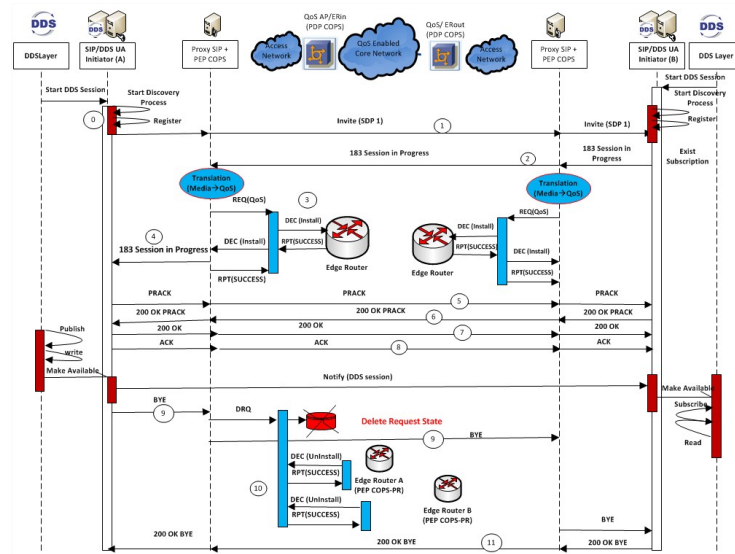 DDS
DDSLayer
SIP/DDS UA
Initiator (A)
Proxy SIP +
PEP COPS
Access
Network
QoS AP/ERin
(PDP COPS)
QoS Enabled
Core Network
QoS/ ERout
(PDP COPS)
Access
Network
Proxy SIP +
PEP COPS
SIP/DDS UA
Initiator (B)
DDS
DDS Layer
Start DDS Session
Start DDS Session
0
Start Discovery
Process
Register
Start Discovery
Process
Register
Invite (SDP 1)
1
Invite (SDP 1)
183 Session in Progress
2
183 Session in
Progress
Exist
Subscription
Translation
(Media→QoS)
Translation
(Media→QoS)
REQ(QoS)
3
REQ(QoS)
DEC (Install)
DEC (Install)
4
183 Session in Progress
DEC (Install)
RPT(SUCCESS)
RPT(SUCCESS)
DEC (Install)
Edge Router
Edge Router
RPT(SUCCESS)
RPT(SUCCESS)
PRACK
PRACK
5
PRACK
200 OK PRACK
200 OK PRACK
6
200 OK PRACK
200 OK
200 OK
7
200 OK
ACK
ACK
8
ACK
Publish
write
Make Available
Notify (DDS session)
Make Available
BYE
9
DRQ
Delete Request State
9
BYE
Subscribe
Read
DEC (UnInstall)
RPT(SUCCESS)
Edge Router A
(PEP COPS-PR)
10
DEC (UnInstall)
RPT(SUCCESS)
Edge Router B
(PEP COPS-PR)
BYE
200 OK BYE
200 OK BYE
11
200 OK BYE